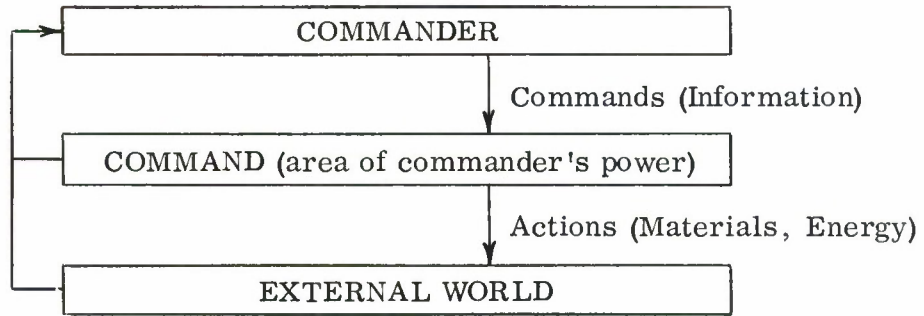 COMMANDER
Commands (Information)
COMMAND (area of commander's power)
Actions (Materials, Energy)
EXTERNAL WORLD